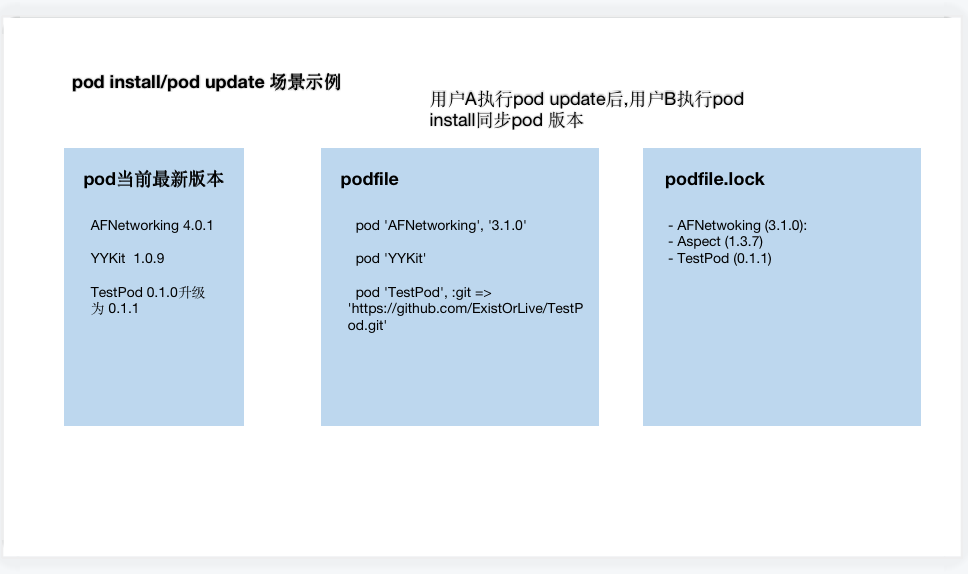 pod install/pod update 场景示例
用户A执行pod update后,用户B执行pod
install同步pod 版本
pod当前最新版本
AFNetworking 4.0.1
YYKit  1.0.9
TestPod 0.1.0升级
为 0.1.1
podfile
pod 'AFNetworking', '3.1.0'
pod 'YYKit'
pod 'TestPod', :git =>
'https://github.com/ExistOrLive/TestP
od.git'
podfile.lock
- AFNetwoking (3.1.0):
- Aspect (1.3.7)
- TestPod (0.1.1)